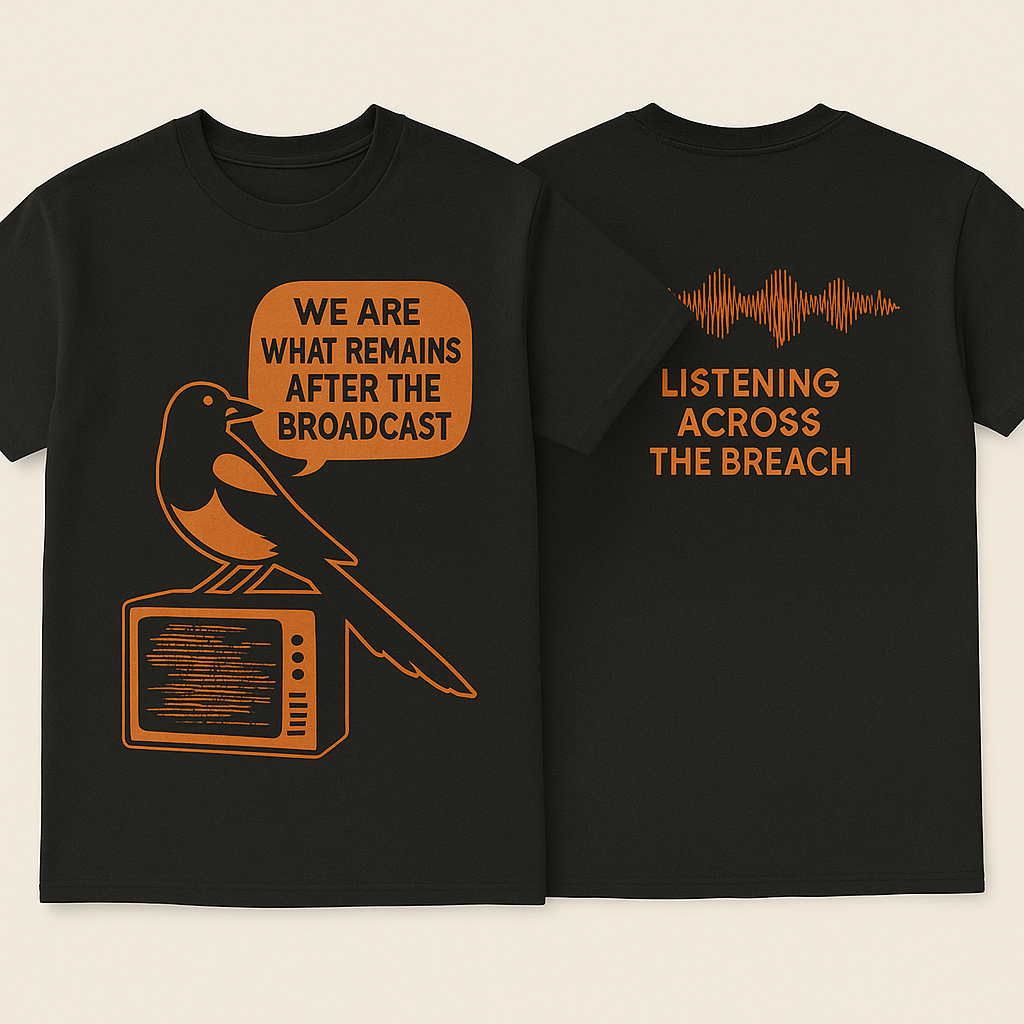 WE ARE
WHAT REMAINS
AFTER THE
BROADCAST
LISTENING
ACROSS
THE BREACH